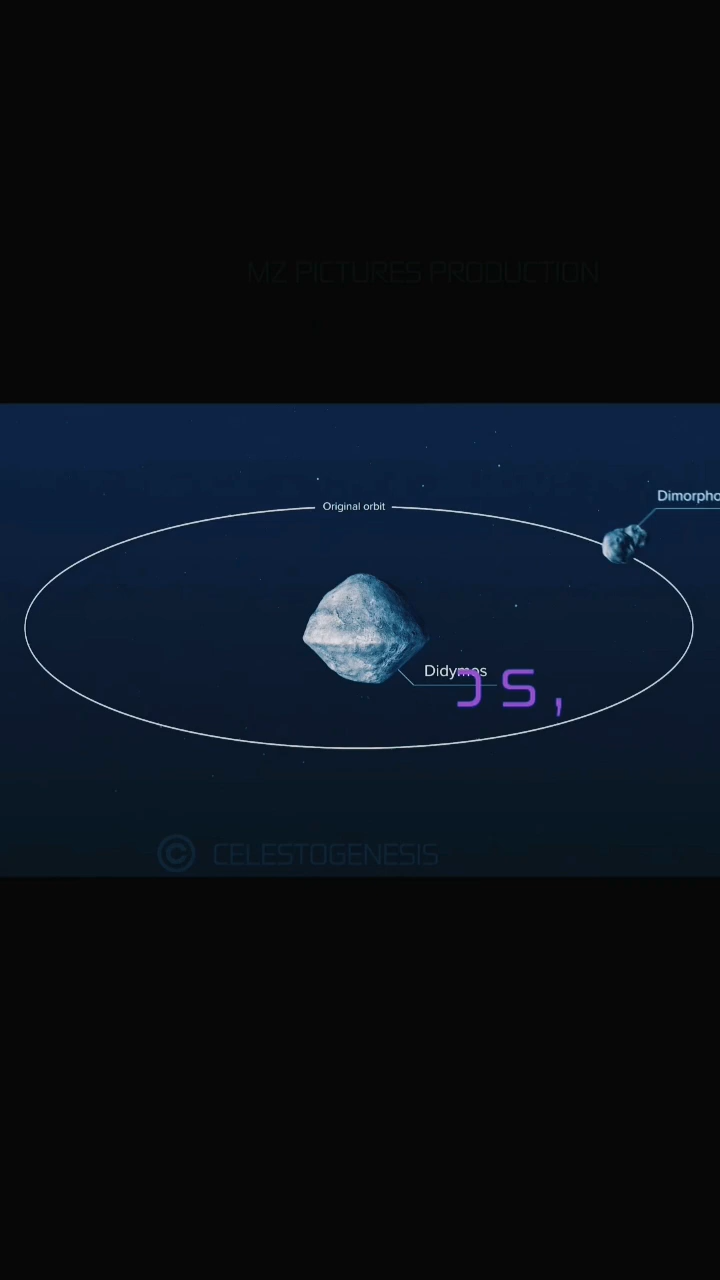 MZ PICTURES PRODUCTION
Dimorpho
Original orbit
Didymos
S,
© CELESTOGENESIS